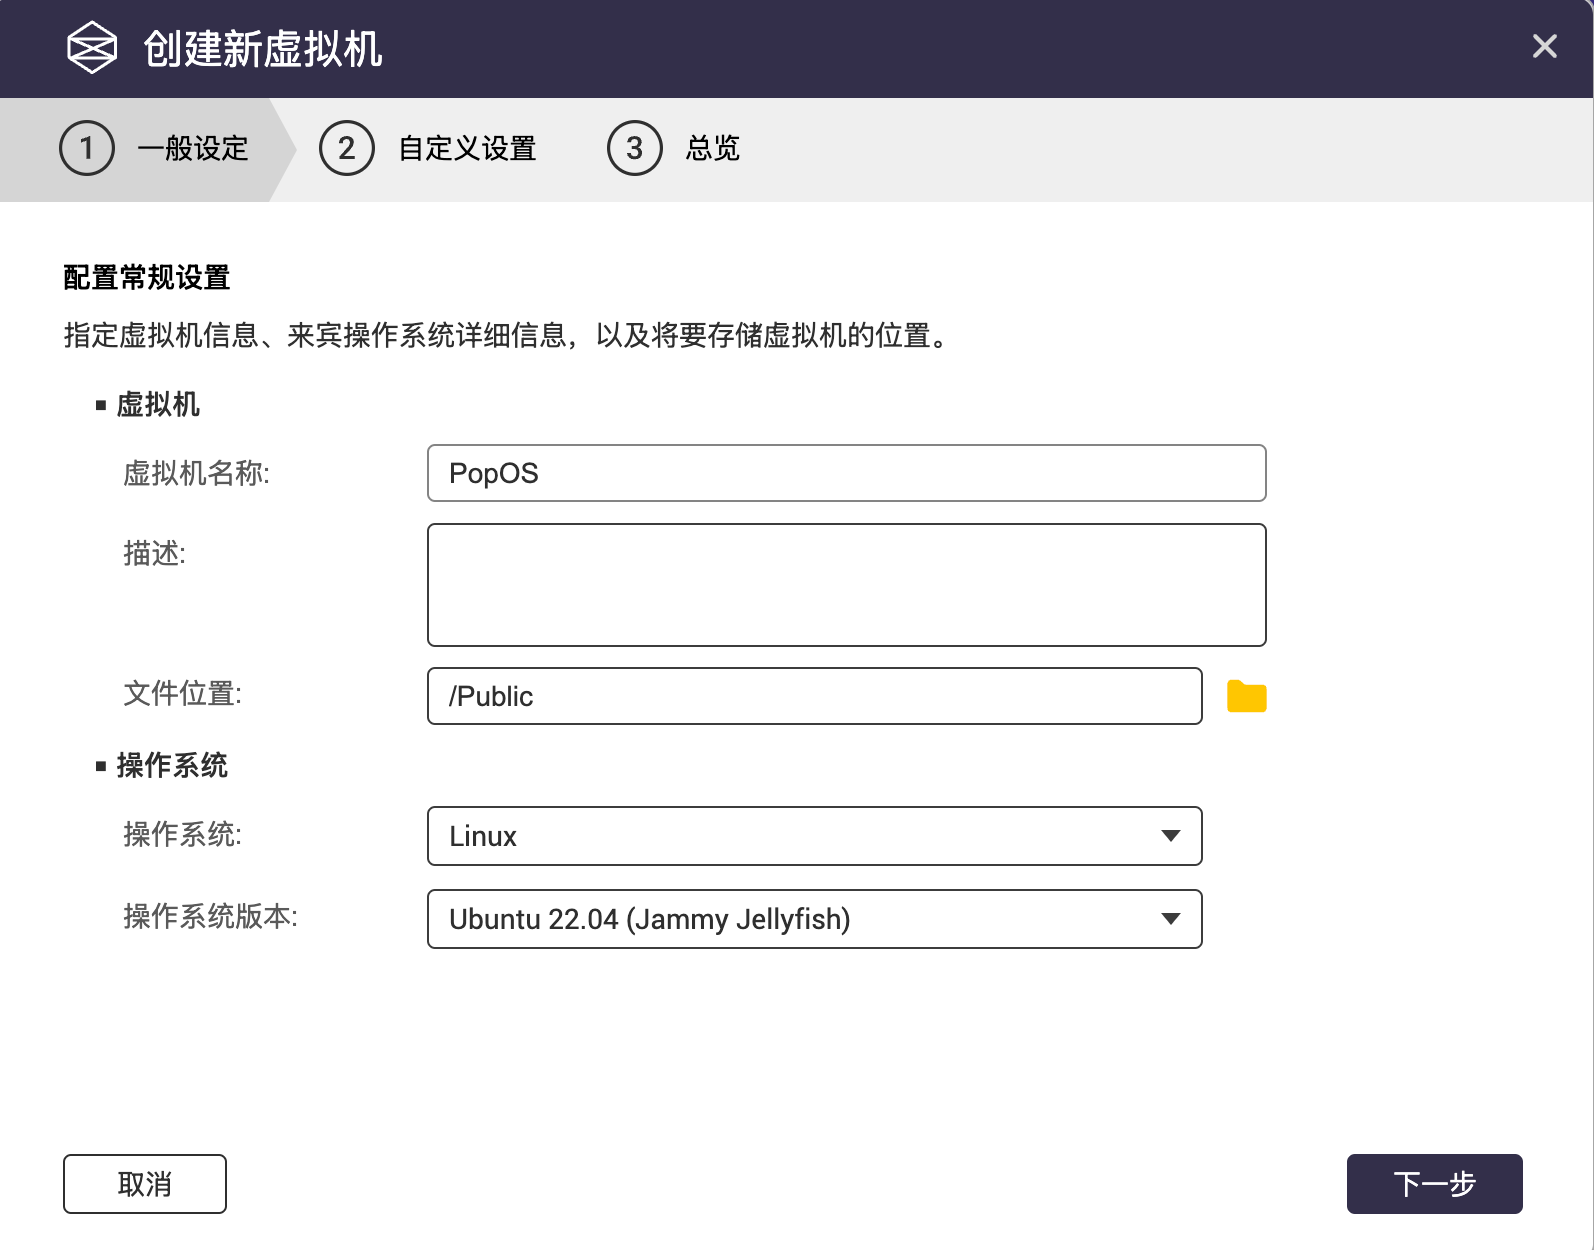 创建新虚拟机
1 一般设定 2 自定义设置 3 总览
配置常规设置
指定虚拟机信息、来宾操作系统详细信息，以及将要存储虚拟机的位置。
虚拟机
虚拟机名称: PopOS
描述:
文件位置: /Public
操作系统
操作系统: Linux
操作系统版本: Ubuntu 22.04 (Jammy Jellyfish)
取消 下一步